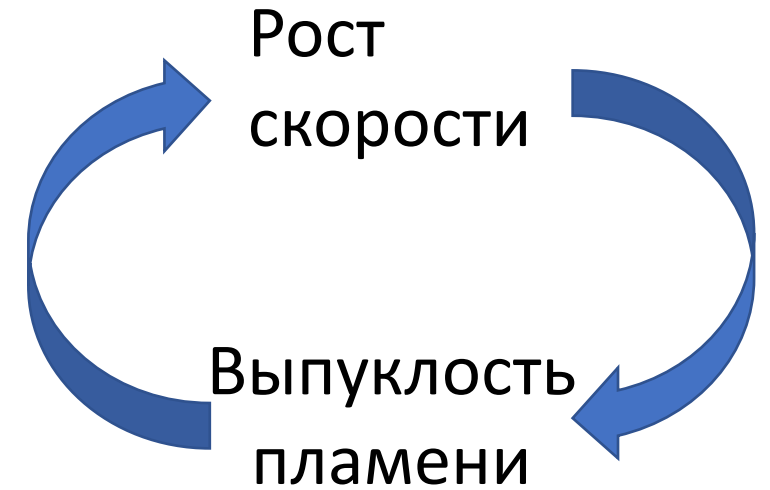 Рост
скорости
Выпуклость
пламени